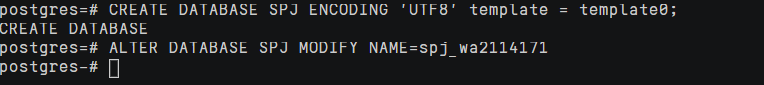 postgres=# CREATE DATABASE SPJ ENCODING 'UTF8' template = template0;
CREATE DATABASE
postgres=# ALTER DATABASE SPJ MODIFY NAME=spj_wa2114171
postgres-#